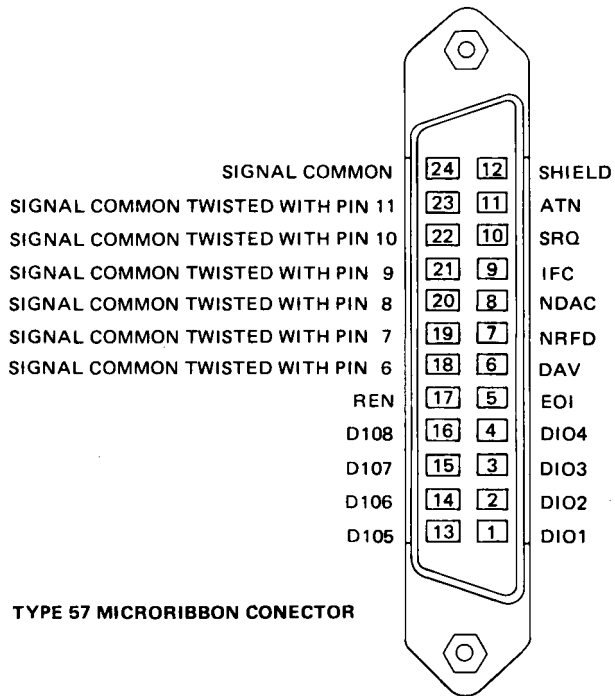 SIGNAL COMMON 24 12 SHIELD
SIGNAL COMMON TWISTED WITH PIN 11 23 11 ATN
SIGNAL COMMON TWISTED WITH PIN 10 22 10 SRQ
SIGNAL COMMON TWISTED WITH PIN 9 21 9 IFC
SIGNAL COMMON TWISTED WITH PIN 8 20 8 NDAC
SIGNAL COMMON TWISTED WITH PIN 7 19 7 NRFD
SIGNAL COMMON TWISTED WITH PIN 6 18 6 DAV
REN 17 5 EOI
D108 16 4 DIO4
D107 15 3 DIO3
D106 14 2 DIO2
D105 13 1 DIO1
TYPE 57 MICRORIBBON CONECTOR